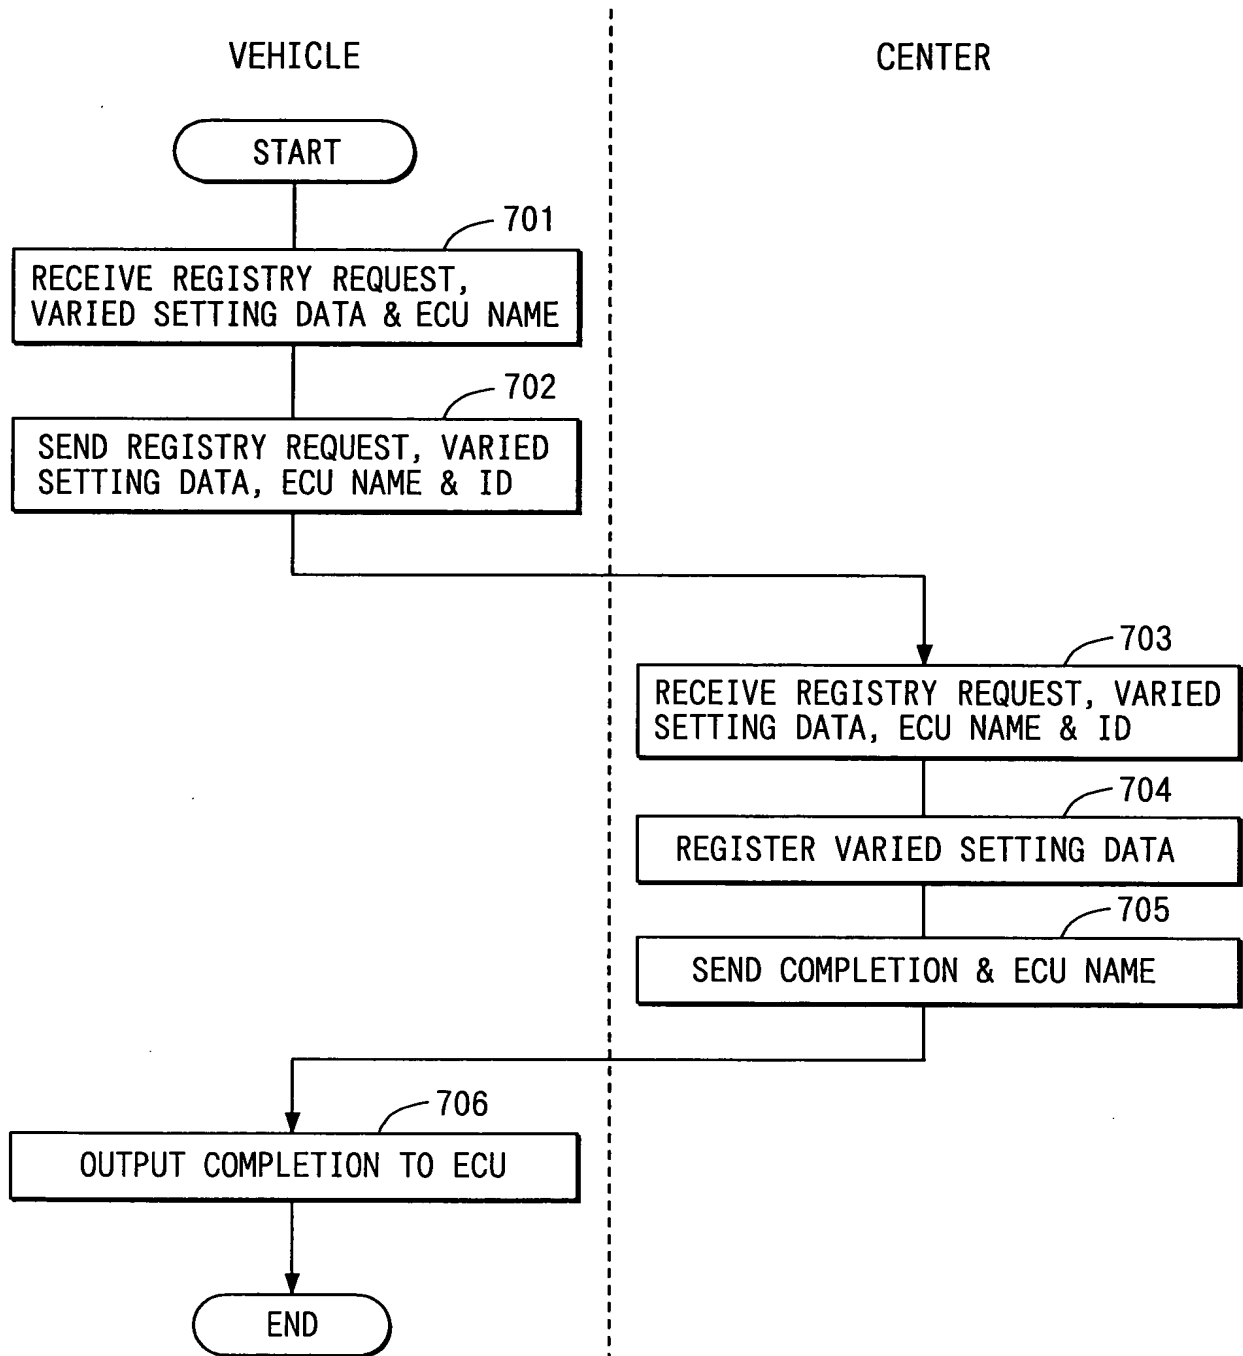 VEHICLE
CENTER
START
701
RECEIVE REGISTRY REQUEST,
VARIED SETTING DATA & ECU NAME
702
SEND REGISTRY REQUEST, VARIED
SETTING DATA, ECU NAME & ID
703
RECEIVE REGISTRY REQUEST, VARIED
SETTING DATA, ECU NAME & ID
704
REGISTER VARIED SETTING DATA
705
SEND COMPLETION & ECU NAME
706
OUTPUT COMPLETION TO ECU
END